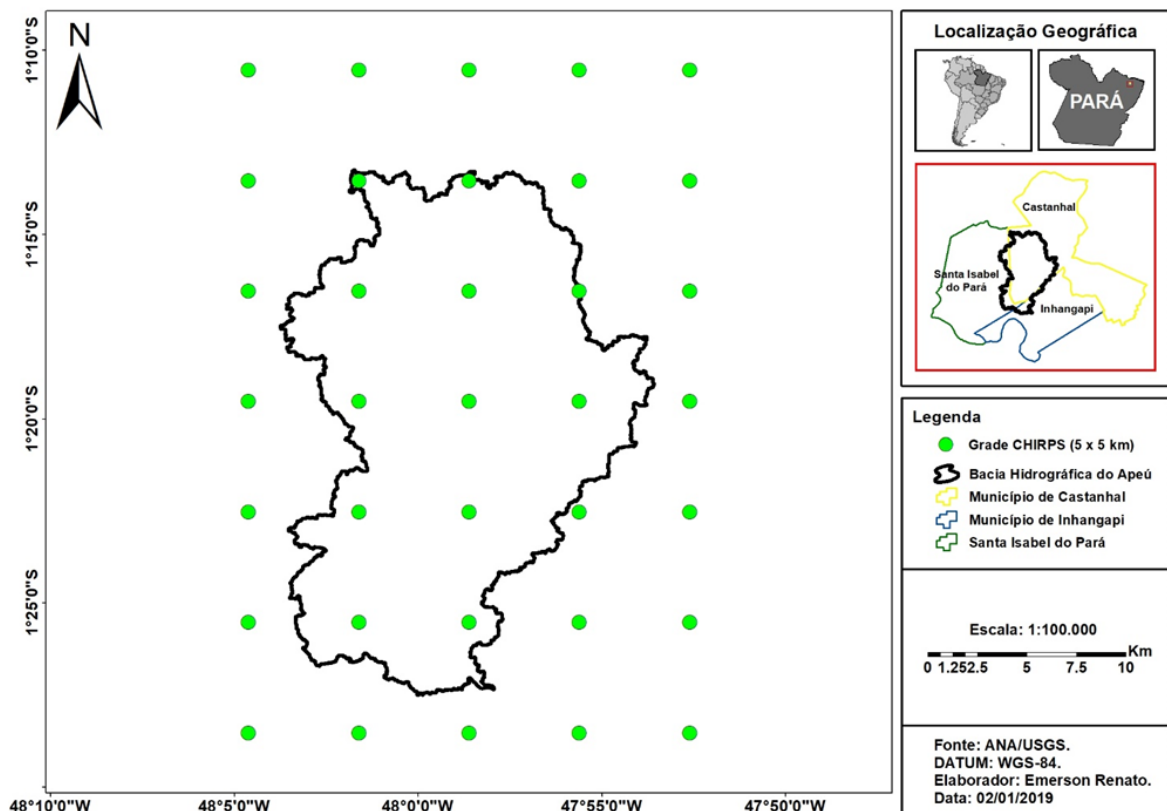 N
1°10'0"S
1°15'0"S
1°20'0"S
1°25'0"S
48°10'0"W
48°5'0"W
48°0'0"W
47°55'0"W
47°50'0"W
Localização Geográfica
PARÁ
Castanhal
Santa Isabel
do Pará
Inhangapi
Legenda
Grade CHIRPS (5 x 5 km)
Bacia Hidrográfica do Apeú
Município de Castanhal
Município de Inhangapi
Santa Isabel do Pará
Escala: 1:100.000
Km
0 1.252.5 5 7.5 10
Fonte: ANA/USGS.
DATUM: WGS-84.
Elaborador: Emerson Renato.
Data: 02/01/2019